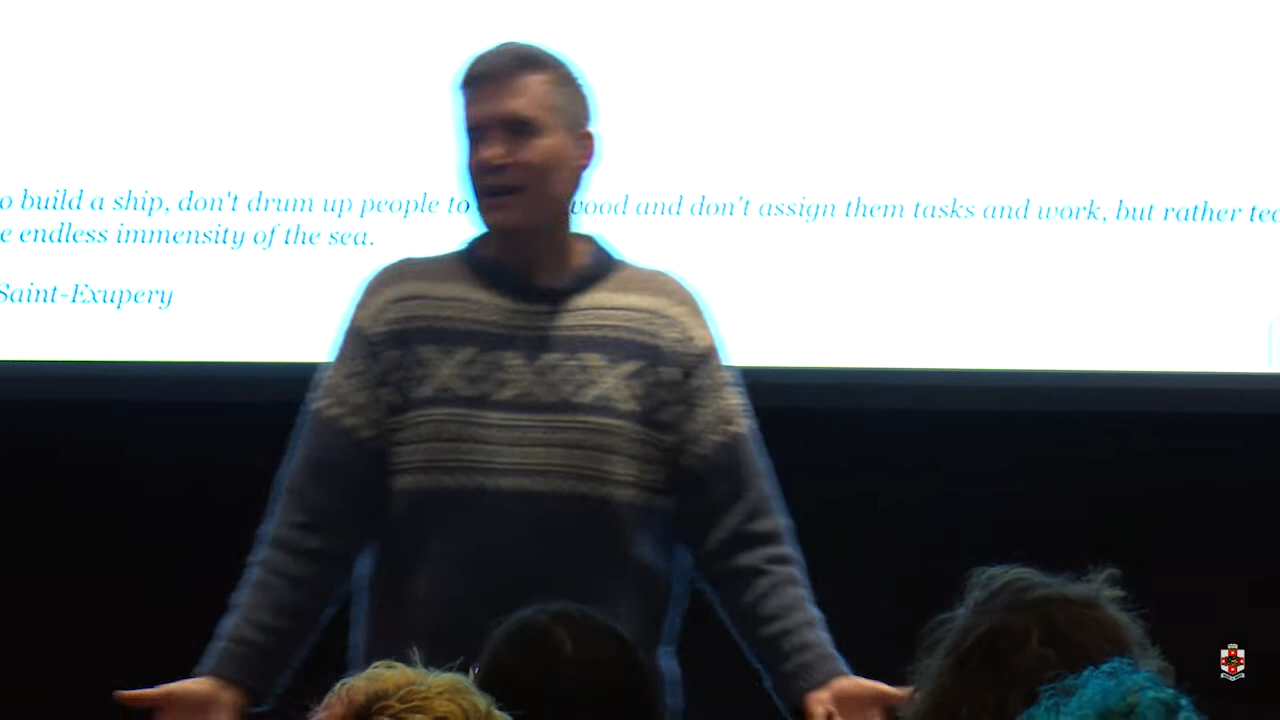 o build a ship, don't drum up people to wood and don't assign them tasks and work, but rather tea
e endless immensity of the sea.
Saint-Exupery